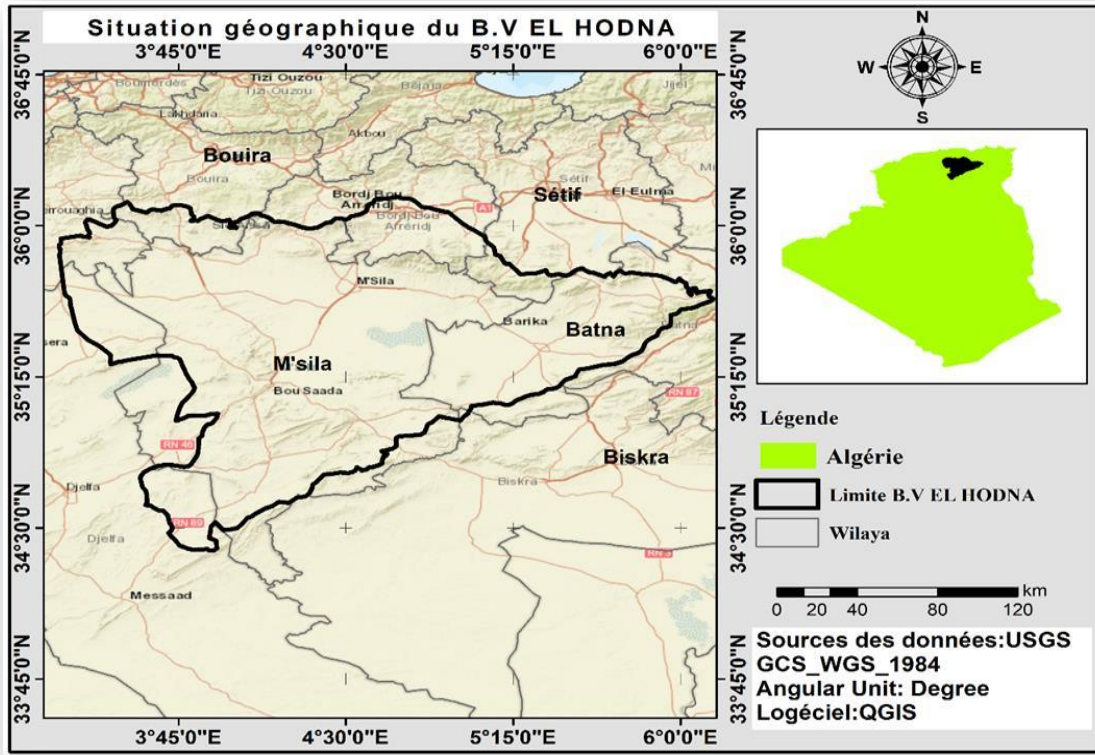 Situation géographique du B.V EL HODNA
3°45'0"E 4°30'0"E 5°15'0"E 6°0'0"E
36°45'0"N
36°0'0"N
35°15'0"N
34°30'0"N
33°45'0"N
Tizi Ouzou
Tizi Ouzou
Boumerdès
Béjaïa
Jijel
Lakhdaria
Akbou
Bouira
Bouira
Bordj Bou
Arréridj
Bordj Bou
Arréridj
A1
Sétif
Sétif
El Eulma
M'Sila
Barika
Batna
Batna
M'sila
Bou Saada
RN 87
RN 46
Biskra
Biskra
Djelfa
Djelfa
RN 89
RN 3
Messaad
36°45'0"N
36°0'0"N
35°15'0"N
34°30'0"N
33°45'0"N
3°45'0"E 4°30'0"E 5°15'0"E 6°0'0"E
N
W E
S
Légende
Algérie
Limite B.V EL HODNA
Wilaya
km
0 20 40 80 120
Sources des données:USGS
GCS_WGS_1984
Angular Unit: Degree
Logéciel:QGIS